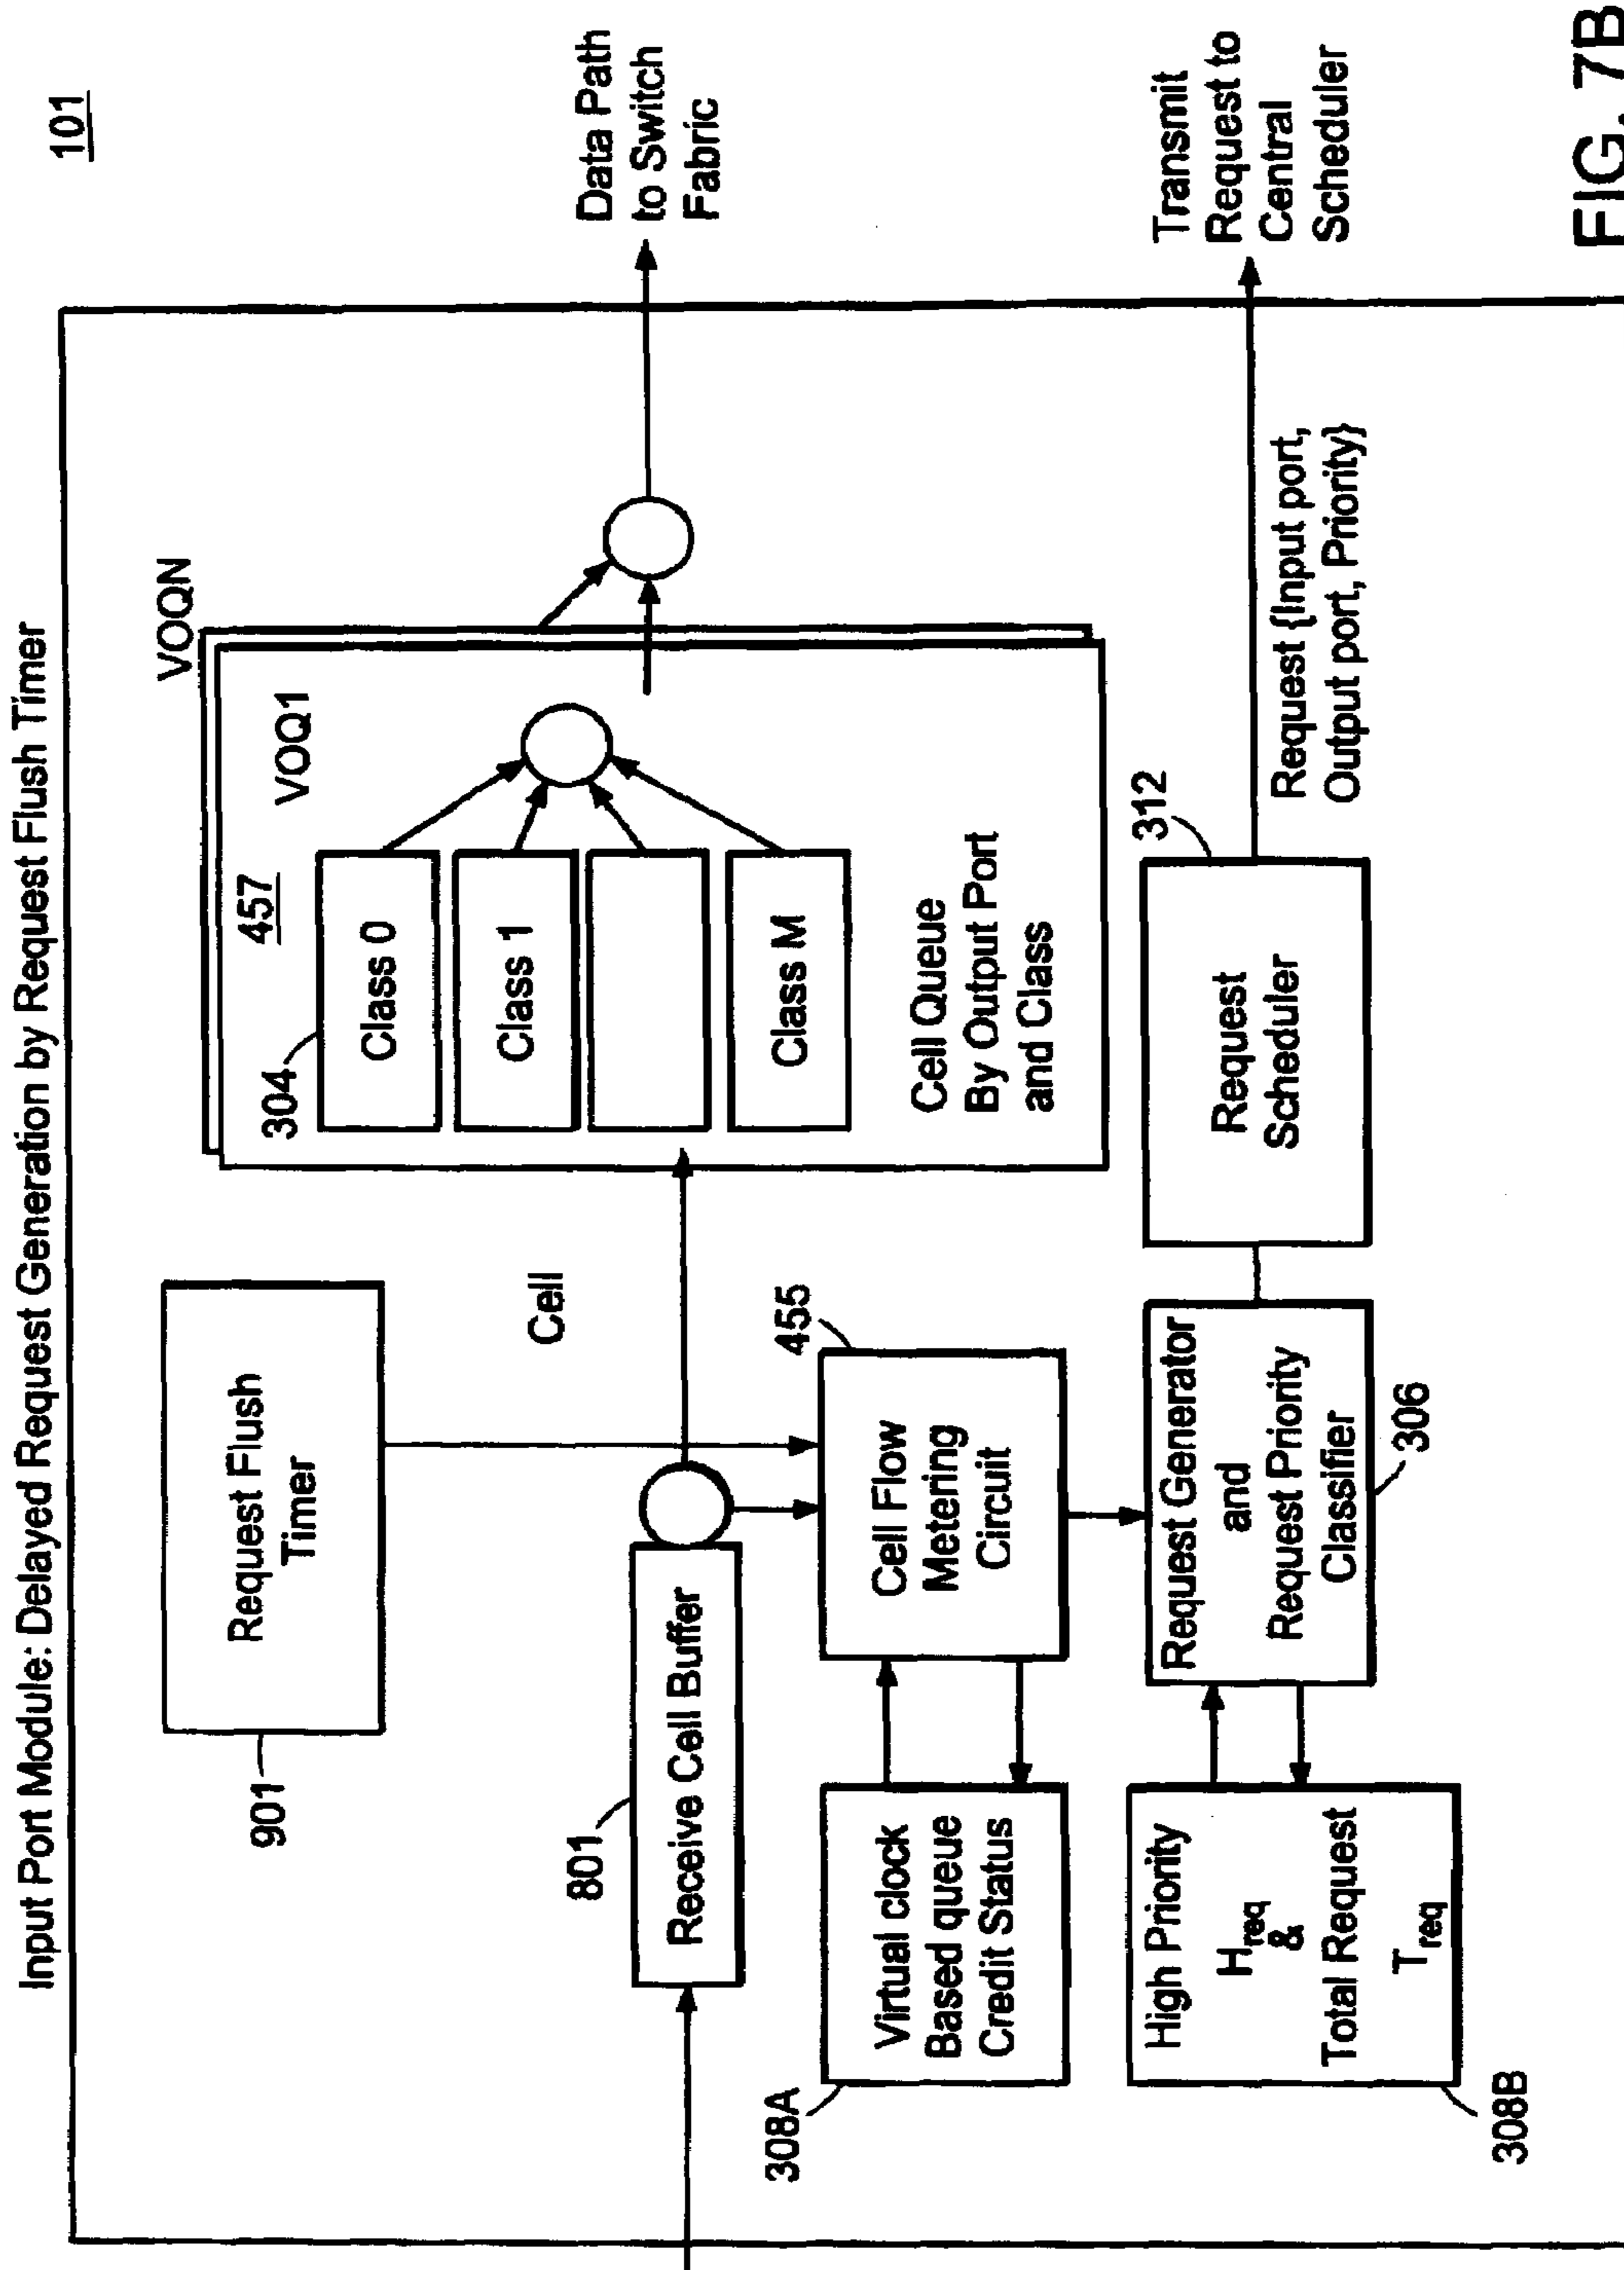 Input Port Module: Delayed Request Generation by Request Flush Timer
101
901
Request Flush
Timer
VOQN
457
VOQ1
304
Class 0
Class 1
Class M
Cell Queue
By Output Port
and Class
Data Path
to Switch
Fabric
Cell
801
Receive Cell Buffer
455
Cell Flow
Metering
Circuit
308A
Virtual clock
Based queue
Credit Status
High Priority
Hreq
&
Total Request
Treq
308B
Request Generator
and
Request Priority
Classifier
306
312
Request
Scheduler
Request {Input port,
Output port, Priority}
Transmit
Request to
Central
Scheduler
FIG. 7B